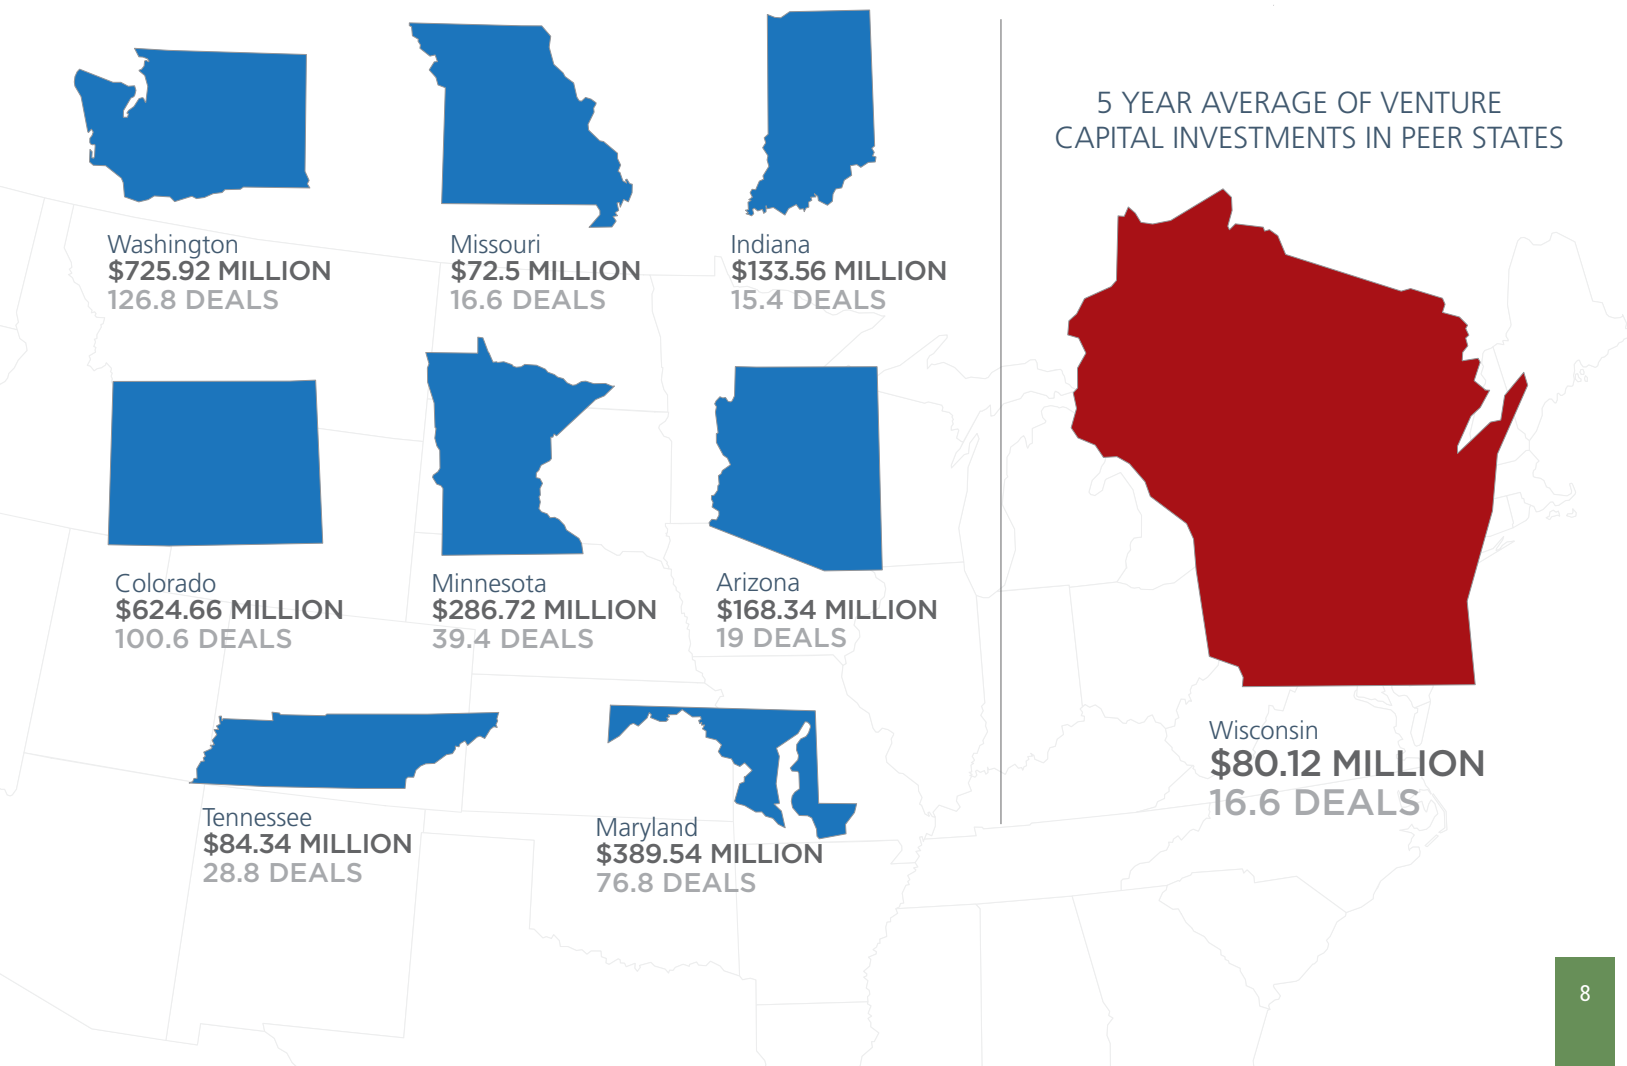 5 YEAR AVERAGE OF VENTURE
CAPITAL INVESTMENTS IN PEER STATES
Washington
$725.92 MILLION
126.8 DEALS
Missouri
$72.5 MILLION
16.6 DEALS
Indiana
$133.56 MILLION
15.4 DEALS
Colorado
$624.66 MILLION
100.6 DEALS
Minnesota
$286.72 MILLION
39.4 DEALS
Arizona
$168.34 MILLION
19 DEALS
Tennessee
$84.34 MILLION
28.8 DEALS
Maryland
$389.54 MILLION
76.8 DEALS
Wisconsin
$80.12 MILLION
16.6 DEALS
8